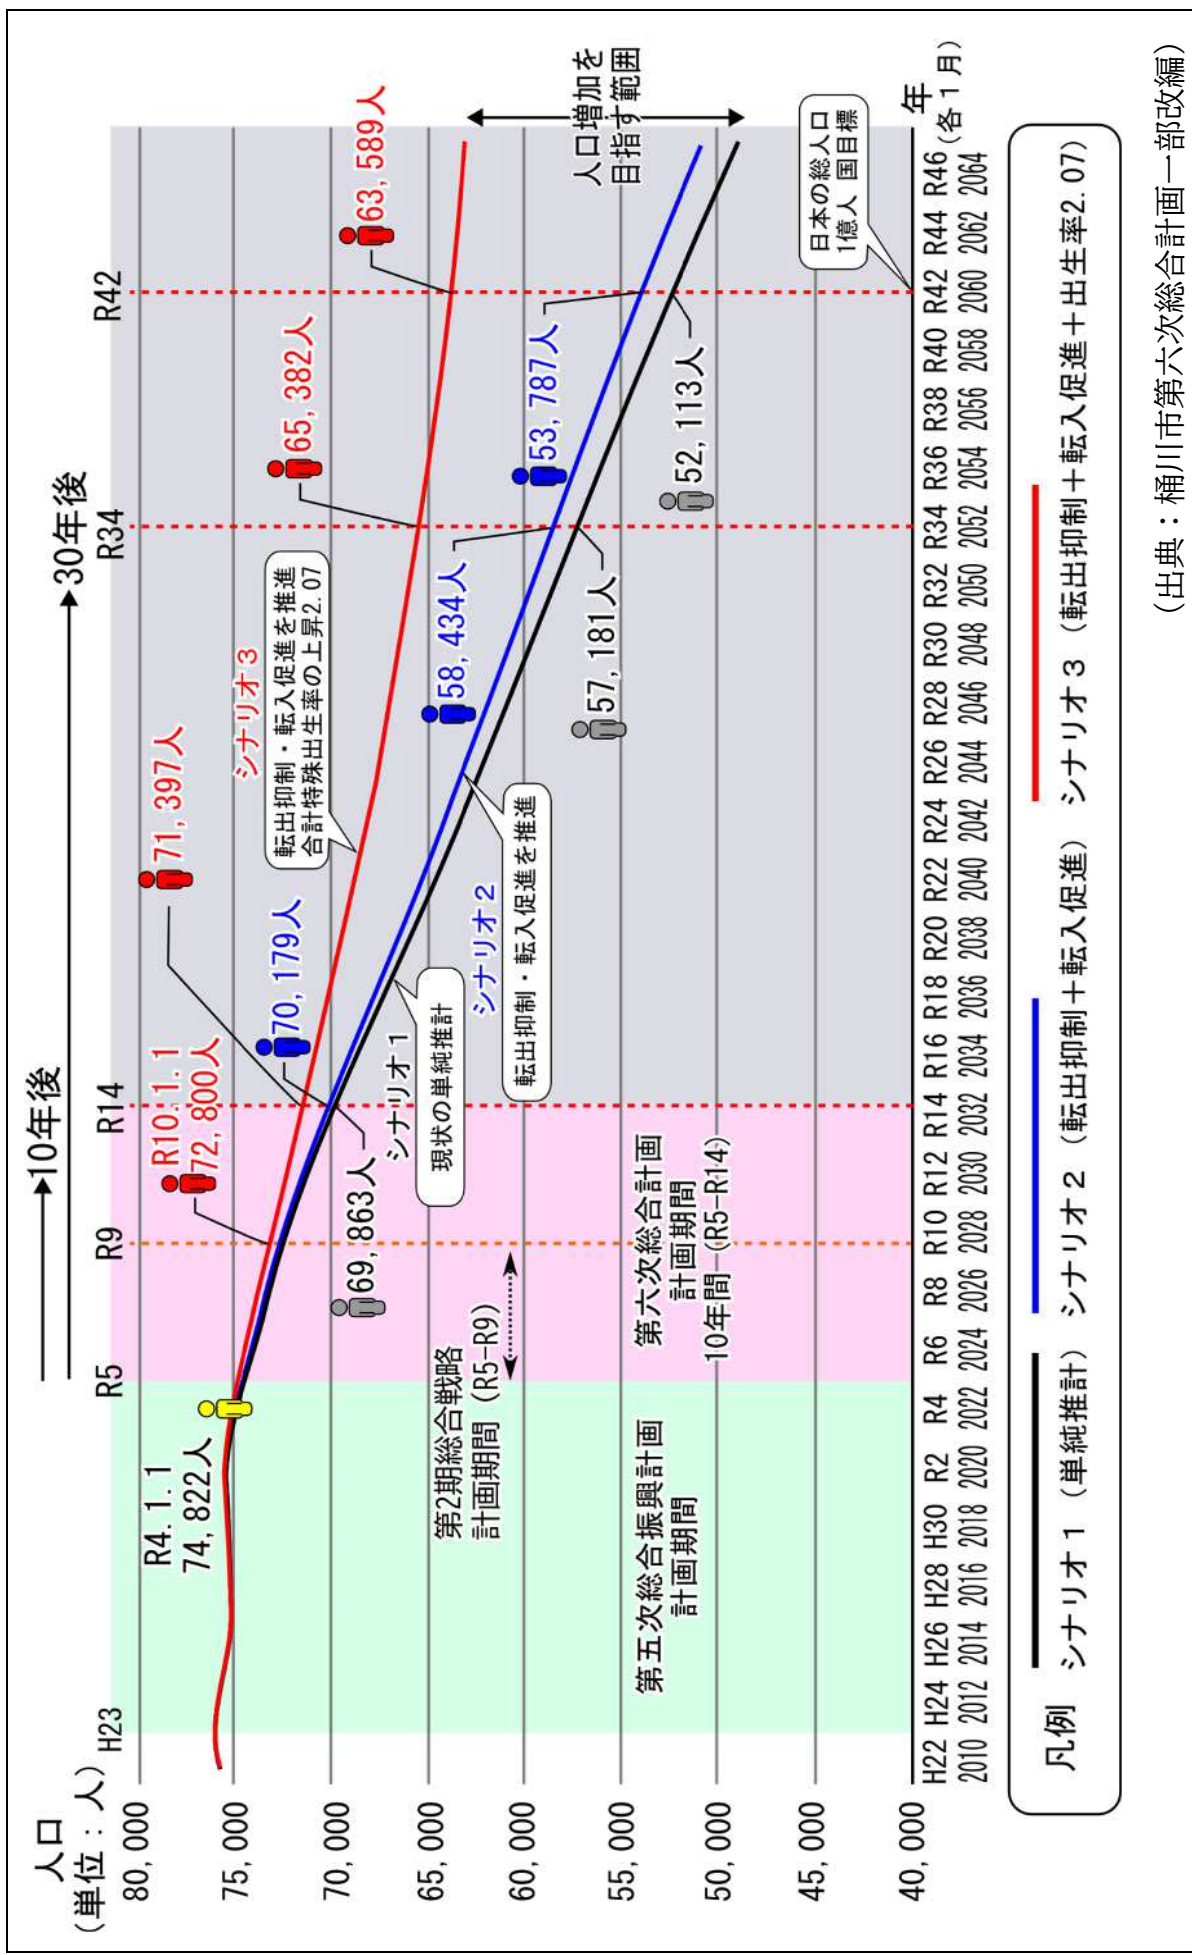 人口
(単位：人)
80,000
75,000
70,000
65,000
60,000
55,000
50,000
45,000
40,000
10年後
30年後
H23
R5
R9
R14
R34
R42
R4.1.1
74,822人
R10.1.1
72,800人
71,397人
70,179人
69,863人
シナリオ3
転出抑制・転入促進を推進
合計特殊出生率の上昇2.07
シナリオ1
現状の単純推計
シナリオ2
転出抑制・転入促進を推進
65,382人
58,434人
57,181人
63,589人
53,787人
52,113人
人口増加を
目指す範囲
日本の総人口
1億人 国目標
第2期総合戦略
計画期間（R5-R9）
第五次総合振興計画
計画期間
第六次総合計画
計画期間
10年間（R5-R14）
H22 H24 H26 H28 H30 R2 R4 R6 R8 R10 R12 R14 R16 R18 R20 R22 R24 R26 R28 R30 R32 R34 R36 R38 R40 R42 R44 R46
2010 2012 2014 2016 2018 2020 2022 2024 2026 2028 2030 2032 2034 2036 2038 2040 2042 2044 2046 2048 2050 2052 2054 2056 2058 2060 2062 2064
年
(各1月)
凡例
シナリオ1（単純推計）
シナリオ2（転出抑制＋転入促進）
シナリオ3（転出抑制＋転入促進＋出生率2.07）
（出典：桶川市第六次総合計画一部改編）